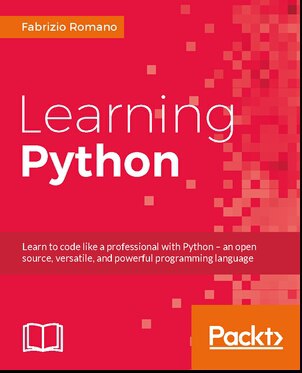 Fabrizio Romano
Learning
Python
Learn to code like a professional with Python – an open
source, versatile, and powerful programming language
Packt>